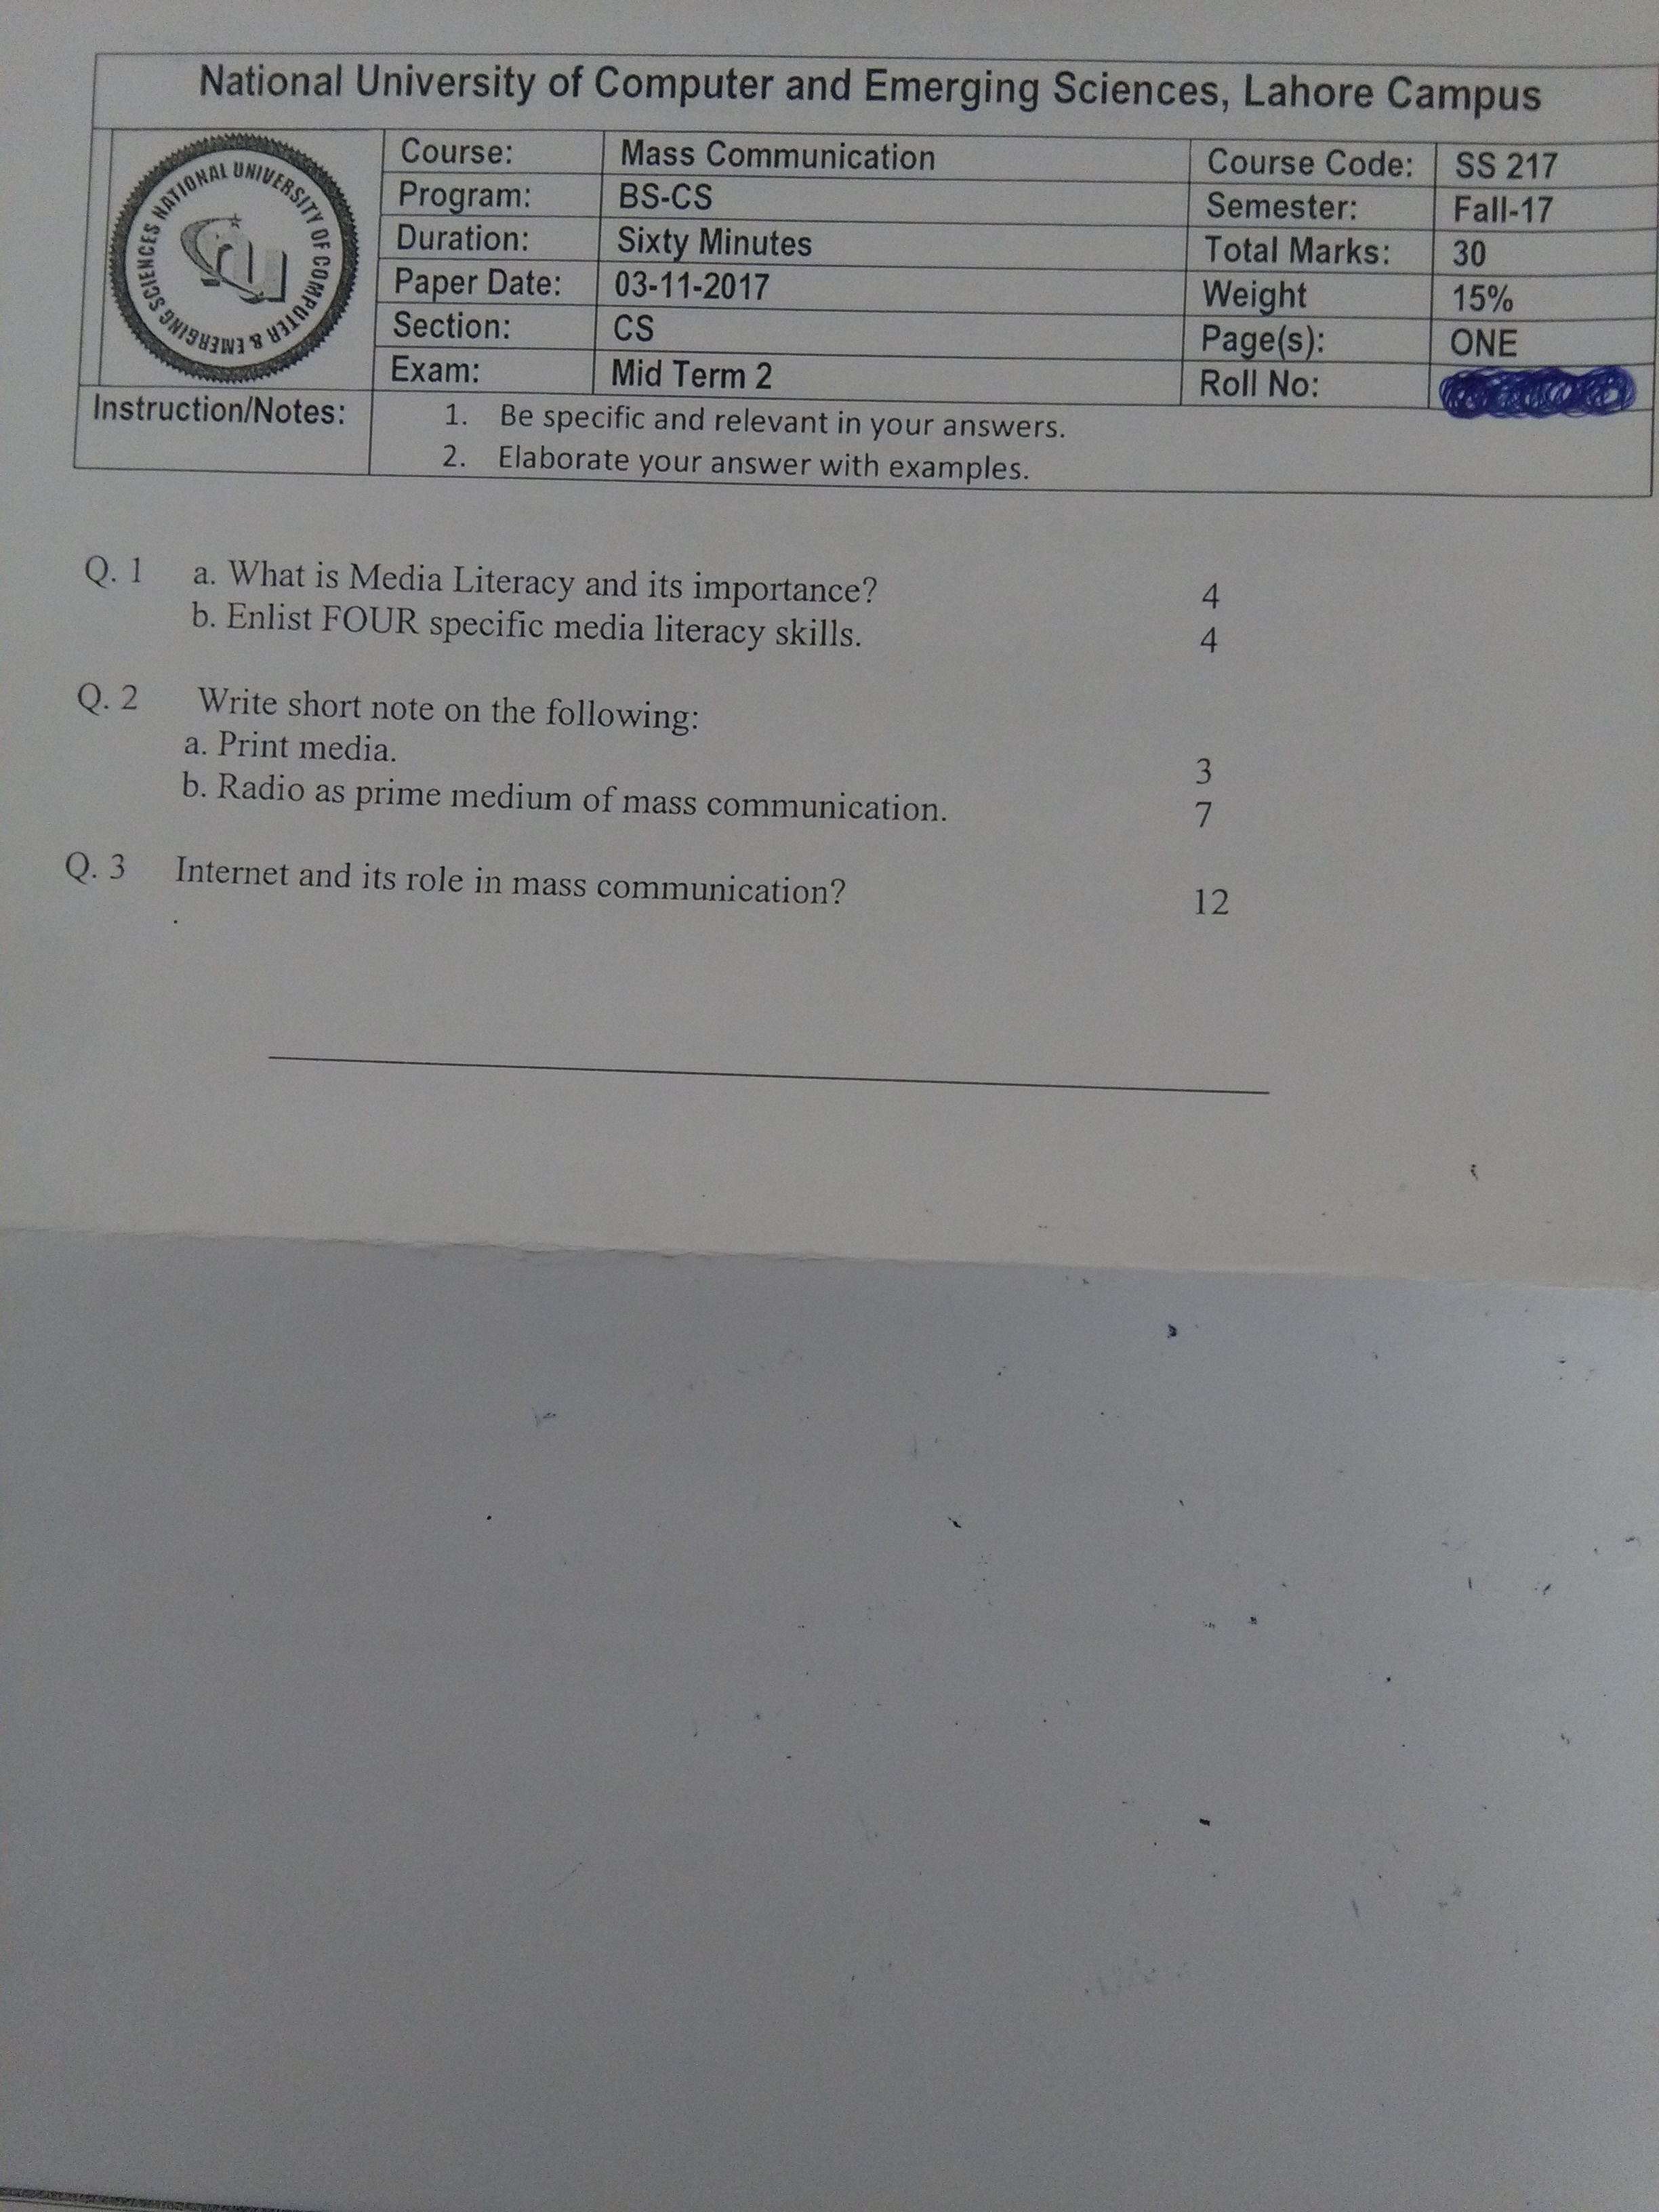 National University of Computer and Emerging Sciences, Lahore Campus
NATIONAL UNIVERSITY OF COMPUTER & EMERGING SCIENCES
Course: Mass Communication Course Code: SS 217
Program: BS-CS Semester: Fall-17
Duration: Sixty Minutes Total Marks: 30
Paper Date: 03-11-2017 Weight 15%
Section: CS Page(s): ONE
Exam: Mid Term 2 Roll No:
Instruction/Notes: 1. Be specific and relevant in your answers.
2. Elaborate your answer with examples.
Q. 1 a. What is Media Literacy and its importance? 4
b. Enlist FOUR specific media literacy skills. 4
Q. 2 Write short note on the following:
a. Print media. 3
b. Radio as prime medium of mass communication. 7
Q. 3 Internet and its role in mass communication? 12